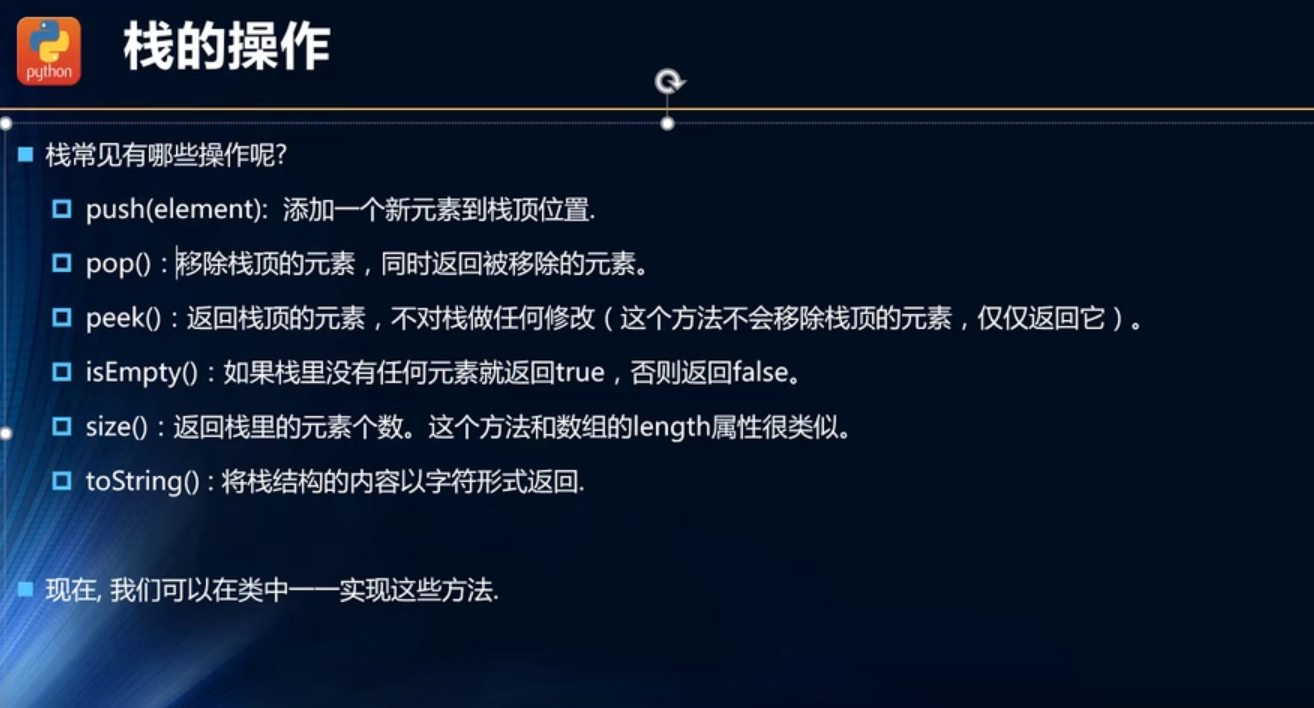 python
栈的操作
栈常见有哪些操作呢?
push(element): 添加一个新元素到栈顶位置.
pop()：移除栈顶的元素，同时返回被移除的元素。
peek()：返回栈顶的元素，不对栈做任何修改（这个方法不会移除栈顶的元素，仅仅返回它）。
isEmpty()：如果栈里没有任何元素就返回true，否则返回false。
size()：返回栈里的元素个数。这个方法和数组的length属性很类似。
toString() : 将栈结构的内容以字符形式返回.
现在, 我们可以在类中一一实现这些方法.